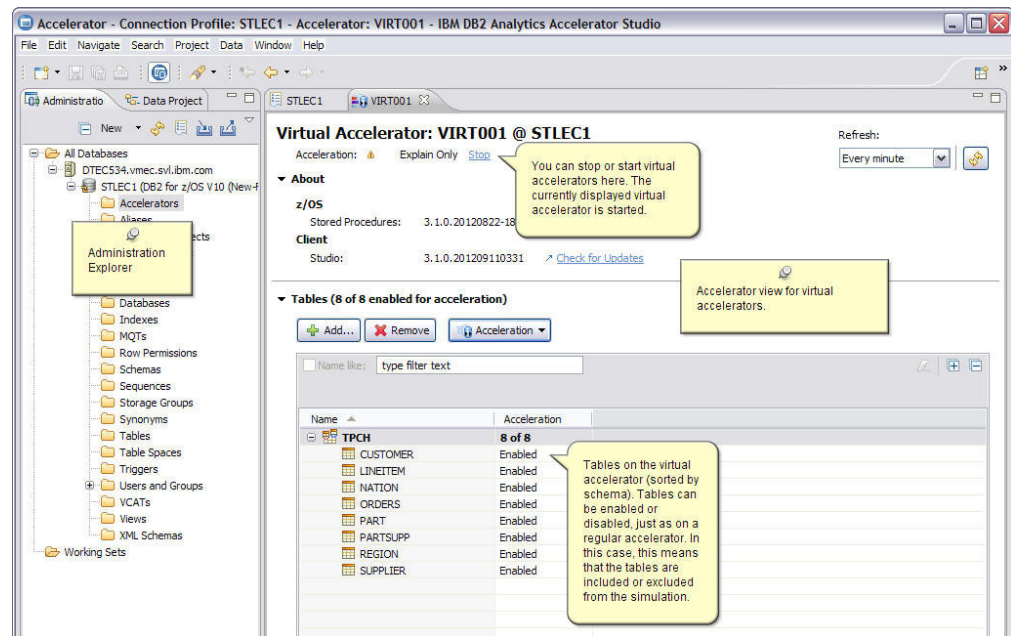 Accelerator - Connection Profile: STLEC1 - Accelerator: VIRT001 - IBM DB2 Analytics Accelerator Studio
File Edit Navigate Search Project Data Window Help
Administratio
Data Project
New
All Databases
DTEC534.vmec.svl.ibm.com
STLEC1 (DB2 for z/OS V10 (New-F
Accelerators
Aliases
ects
Administration
Explorer
Databases
Indexes
MQTs
Row Permissions
Schemas
Sequences
Storage Groups
Synonyms
Tables
Table Spaces
Triggers
Users and Groups
VCATs
Views
XML Schemas
Working Sets
STLEC1
VIRT001
Virtual Accelerator: VIRT001 @ STLEC1
Acceleration: Explain Only Stop
Refresh:
Every minute
You can stop or start virtual
accelerators here. The
currently displayed virtual
accelerator is started.
About
z/OS
Stored Procedures: 3.1.0.20120822-18
Client
Studio: 3.1.0.201209110331 Check for Updates
Accelerator view for virtual
accelerators.
Tables (8 of 8 enabled for acceleration)
Add... Remove Acceleration
Name like: type filter text
Name Acceleration
TPCH 8 of 8
CUSTOMER Enabled
LINEITEM Enabled
NATION Enabled
ORDERS Enabled
PART Enabled
PARTSUPP Enabled
REGION Enabled
SUPPLIER Enabled
Tables on the virtual
accelerator (sorted by
schema). Tables can
be enabled or
disabled, just as on a
regular accelerator. In
this case, this means
that the tables are
included or excluded
from the simulation.